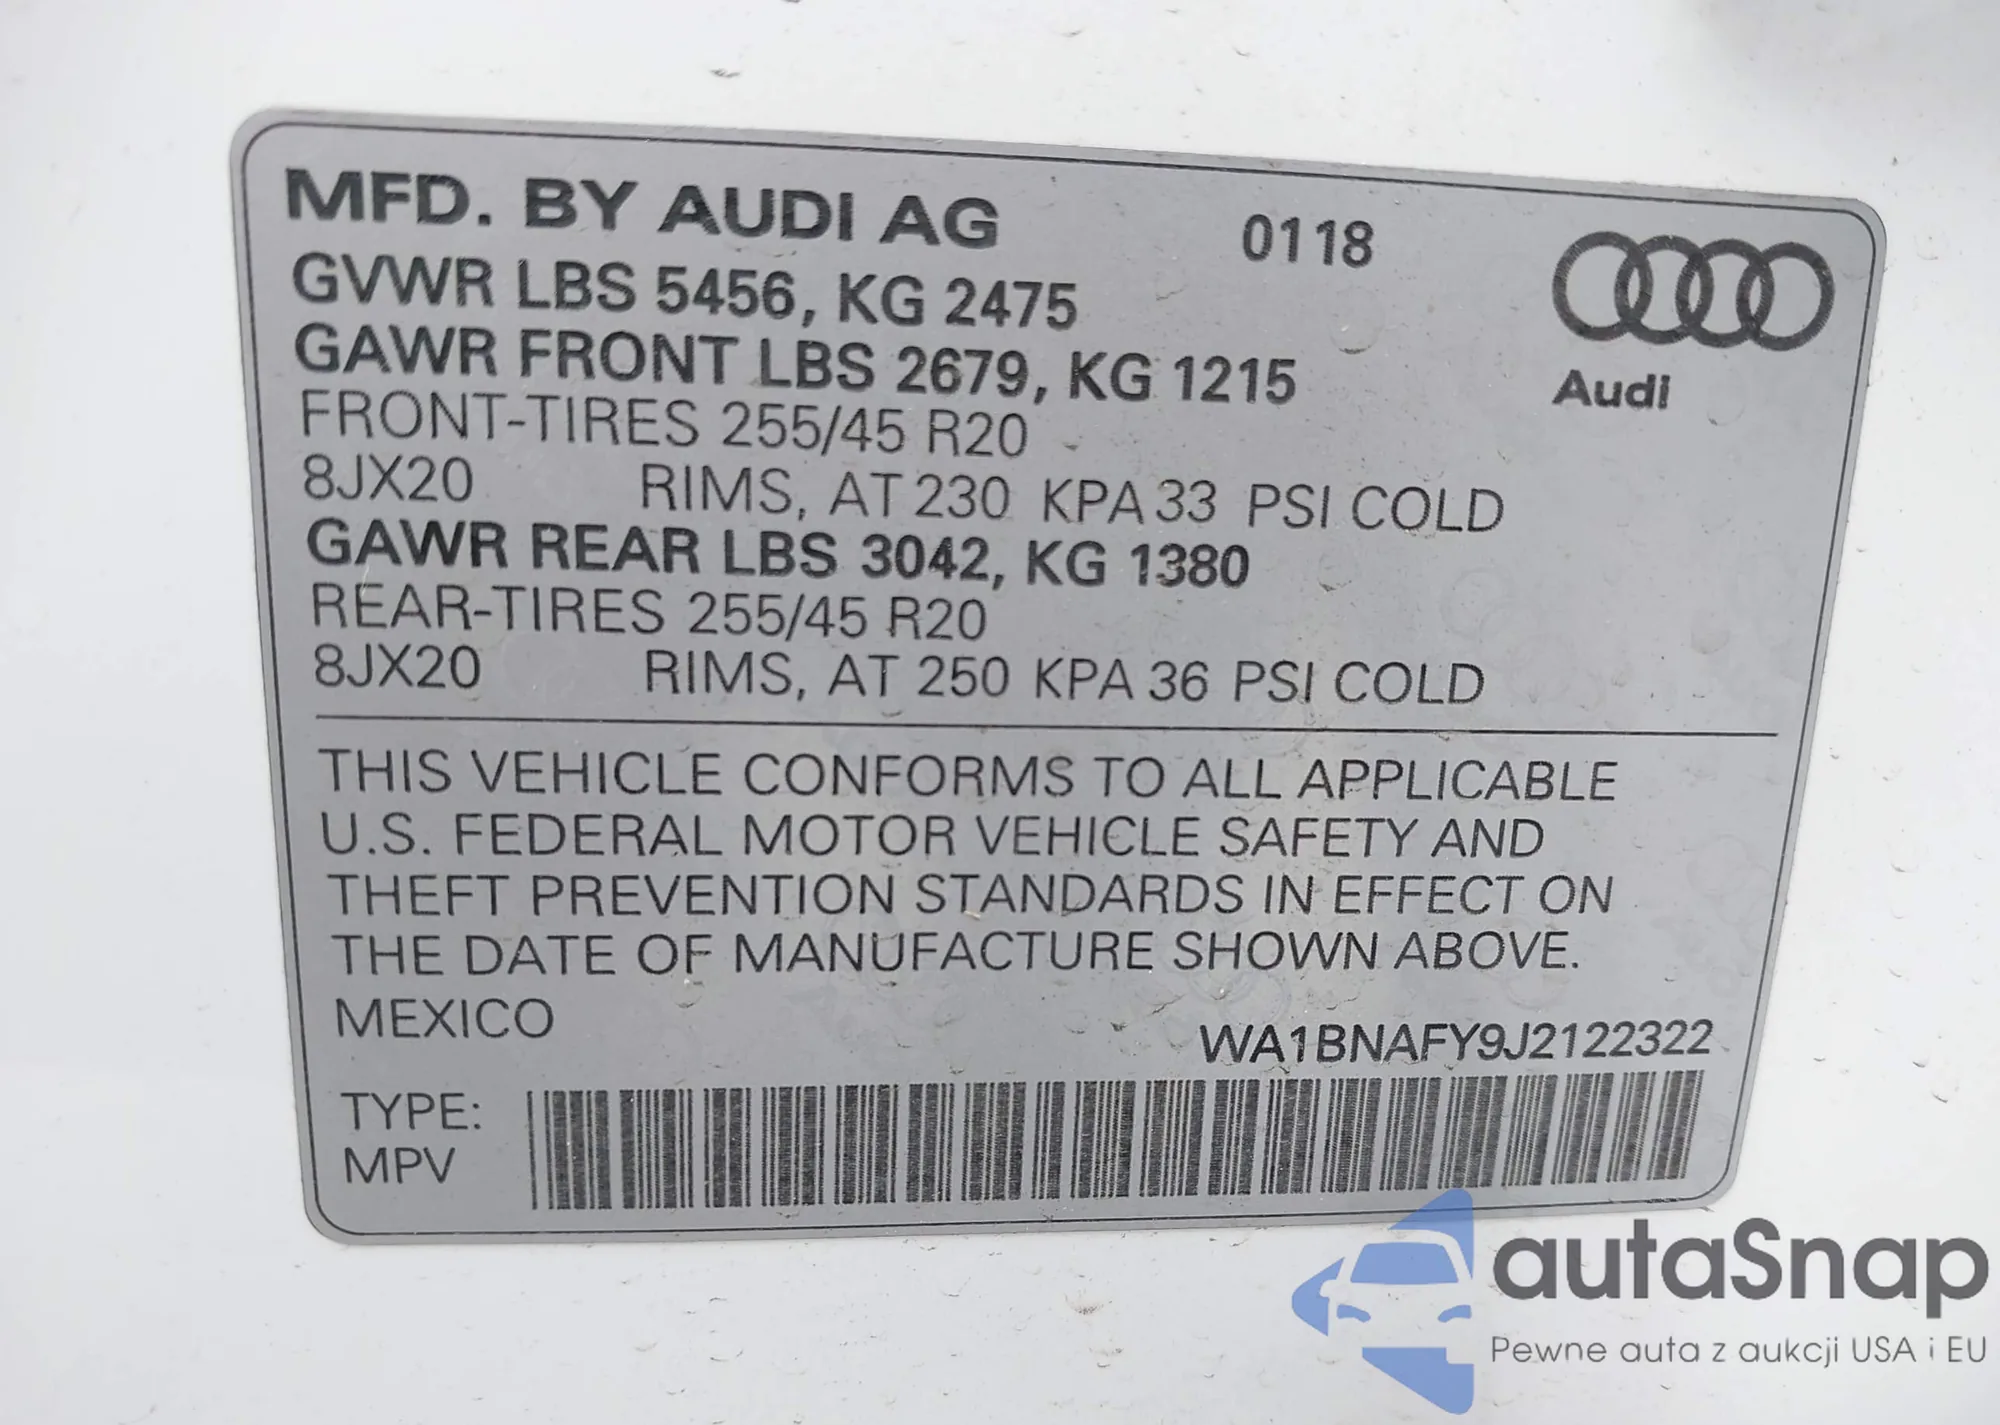 MFD. BY AUDI AG 0118
GVWR LBS 5456, KG 2475
GAWR FRONT LBS 2679, KG 1215
Audi
FRONT-TIRES 255/45 R20
8JX20 RIMS, AT 230 KPA 33 PSI COLD
GAWR REAR LBS 3042, KG 1380
REAR-TIRES 255/45 R20
8JX20 RIMS, AT 250 KPA 36 PSI COLD
THIS VEHICLE CONFORMS TO ALL APPLICABLE
U.S. FEDERAL MOTOR VEHICLE SAFETY AND
THEFT PREVENTION STANDARDS IN EFFECT ON
THE DATE OF MANUFACTURE SHOWN ABOVE.
MEXICO WA1BNAFY9J2122322
TYPE:
MPV
autaSnap
Pewne auta z aukcji USA i EU